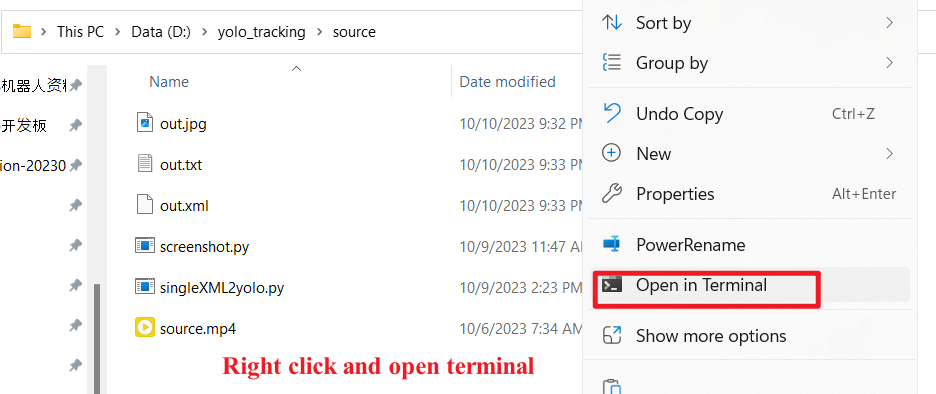 This PC > Data (D:) > yolo_tracking > source
机器人资料
开发板
ion-20230
Name
Date modified
out.jpg
10/10/2023 9:32 PM
out.txt
10/10/2023 9:33 PM
out.xml
10/10/2023 9:33 PM
screenshot.py
10/9/2023 11:47 AM
singleXML2yolo.py
10/9/2023 2:23 PM
source.mp4
10/6/2023 7:34 AM
Right click and open terminal
Sort by
Group by
Undo Copy Ctrl+Z
New
Properties Alt+Enter
PowerRename
Open in Terminal
Show more options